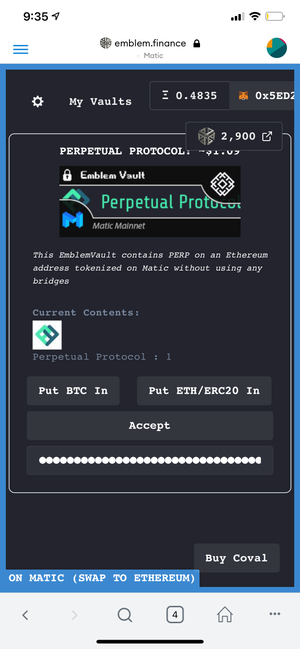 9:35
emblem.finance
Matic
My Vaults
Ξ 0.4835
0x5ED2
2,900
PERPETUAL PROTOCOL: ~$1.09
Emblem Vault
Perpetual Protocol
Matic Mainnet
This EmblemVault contains PERP on an Ethereum
address tokenized on Matic without using any
bridges
Current Contents:
Perpetual Protocol : 1
Put BTC In
Put ETH/ERC20 In
Accept
Buy Coval
ON MATIC (SWAP TO ETHEREUM)
4